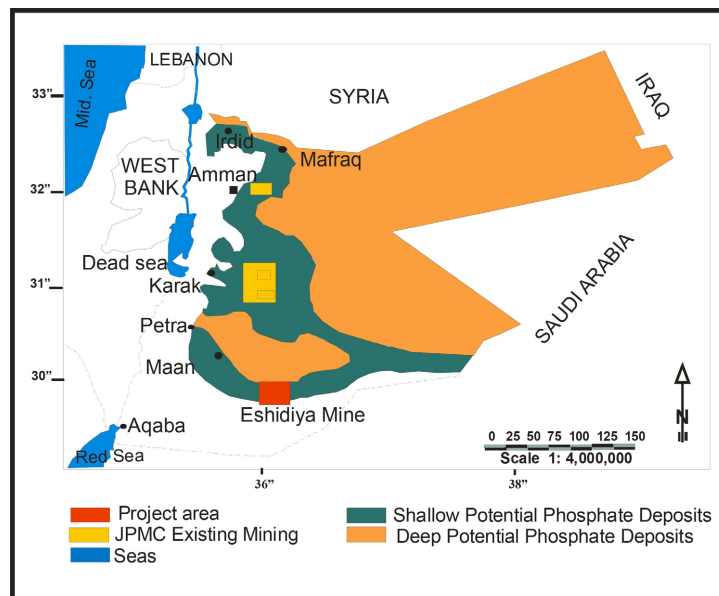 LEBANON
Mid. Sea
SYRIA
IRAQ
33”
Irdid
Mafraq
WEST
BANK
Amman
32”
Dead sea
Karak
SAUDI ARABIA
31”
Petra
Maan
30”
Eshidiya Mine
Aqaba
Red Sea
N
0 25 50 75 100 125 150
Scale 1: 4,000,000
36” 38”
Project area
JPMC Existing Mining
Seas
Shallow Potential Phosphate Deposits
Deep Potential Phosphate Deposits